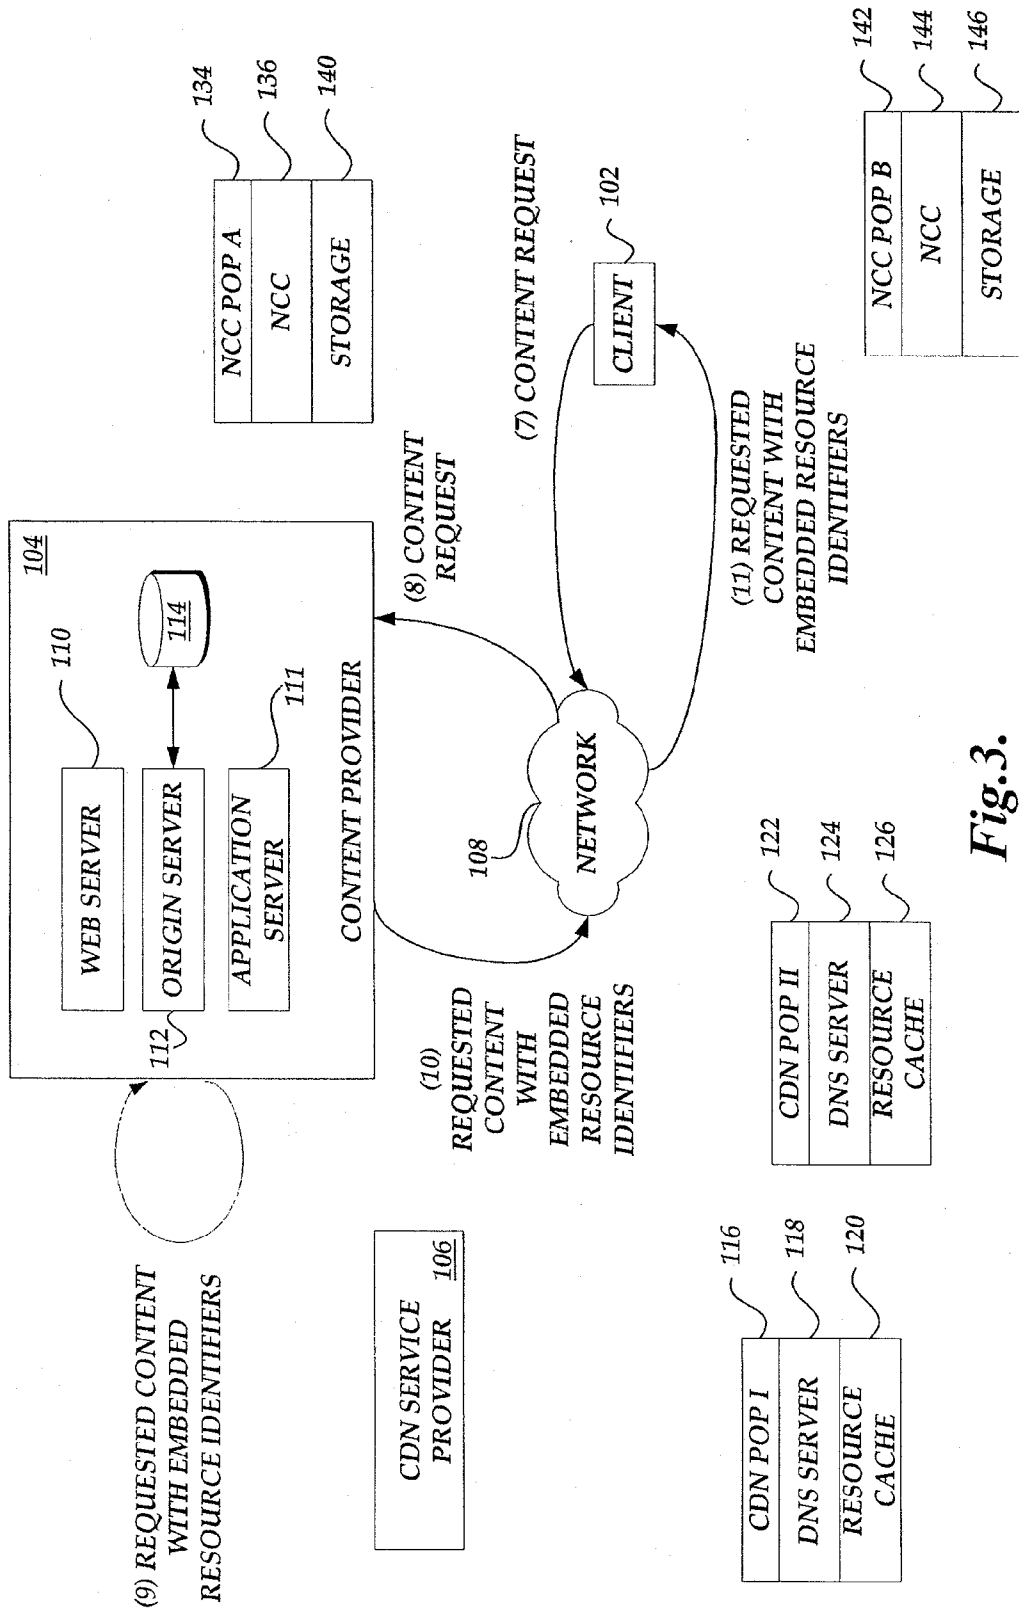 (9) REQUESTED CONTENT
WITH EMBEDDED
RESOURCE IDENTIFIERS
104
WEB SERVER
110
ORIGIN SERVER
112
114
APPLICATION
SERVER
111
CONTENT PROVIDER
134
136
140
NCC POP A
NCC
STORAGE
CDN SERVICE
PROVIDER
106
(10)
REQUESTED
CONTENT
WITH
EMBEDDED
RESOURCE
IDENTIFIERS
(8) CONTENT
REQUEST
108
NETWORK
(7) CONTENT REQUEST
102
CLIENT
(11) REQUESTED
CONTENT WITH
EMBEDDED RESOURCE
IDENTIFIERS
116
118
120
CDN POP I
DNS SERVER
RESOURCE
CACHE
122
124
126
CDN POP II
DNS SERVER
RESOURCE
CACHE
142
144
146
NCC POP B
NCC
STORAGE
Fig.3.